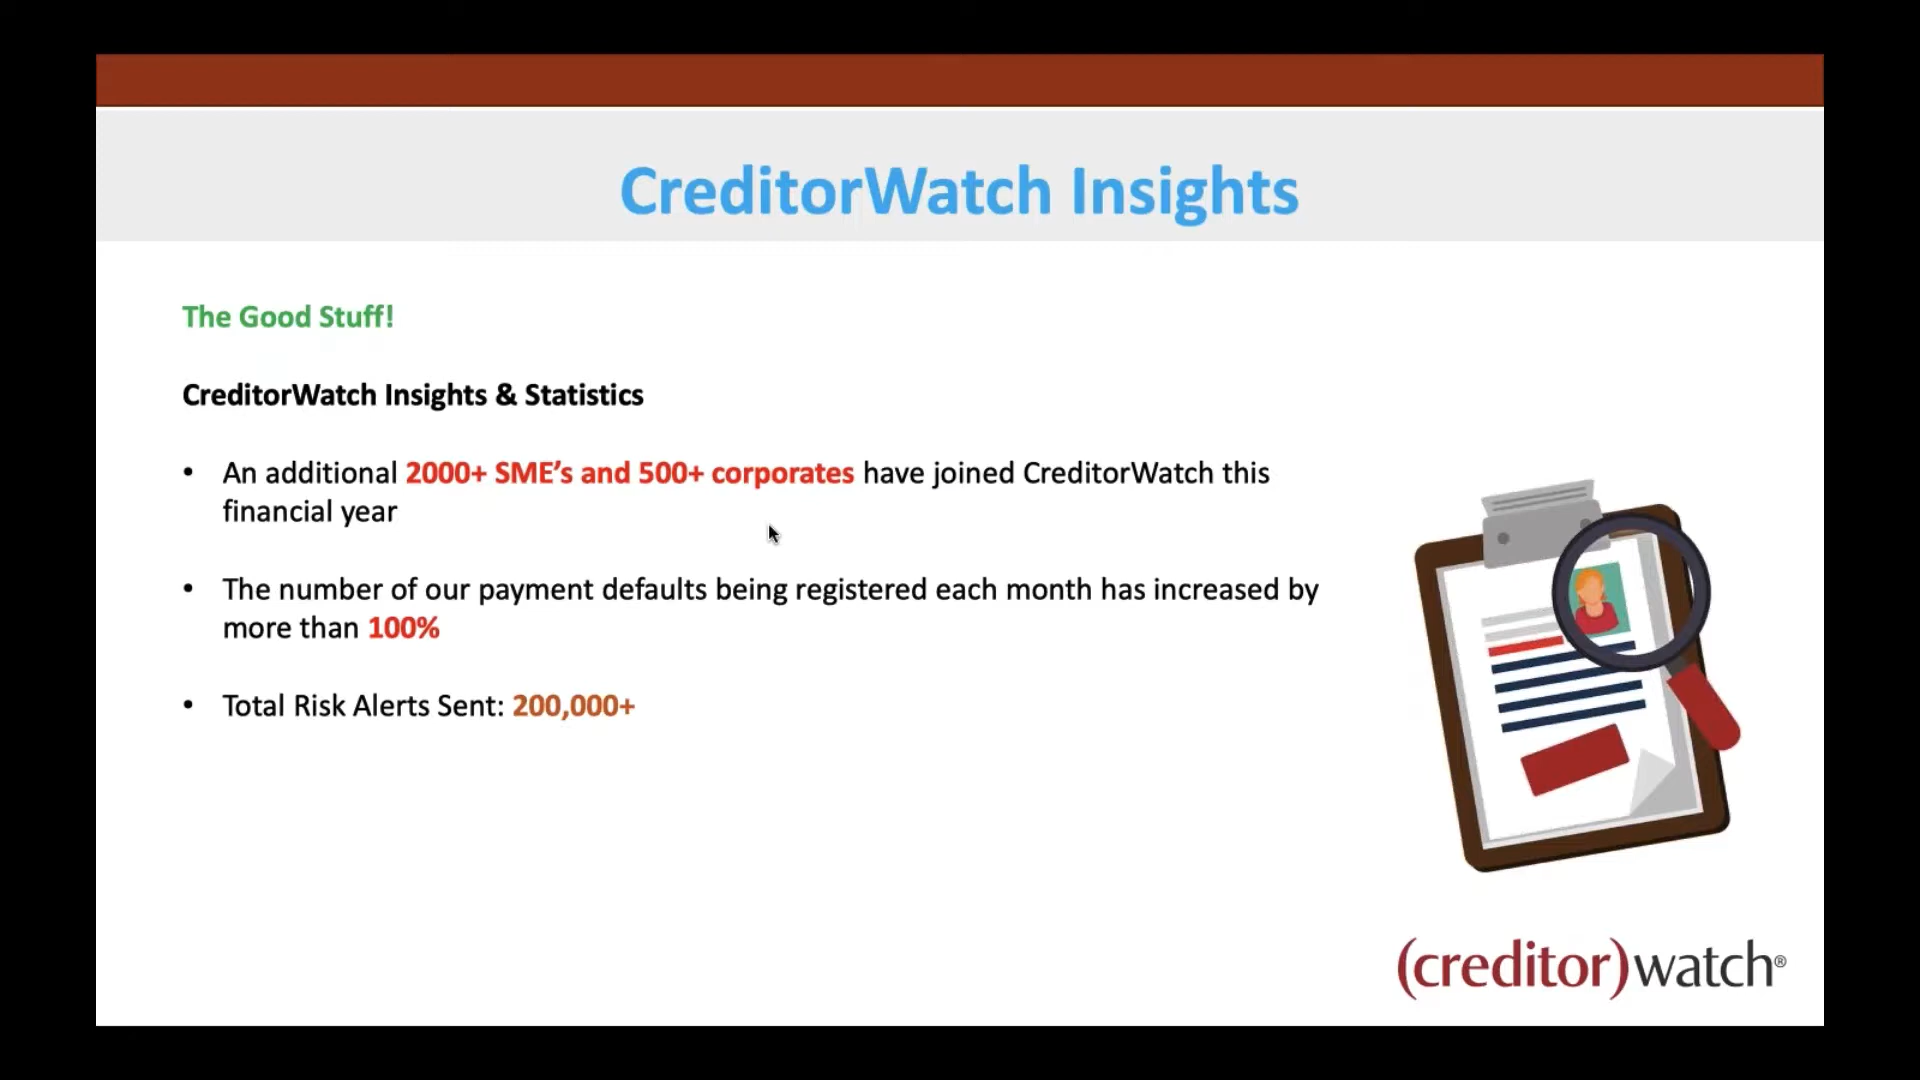 CreditorWatch Insights
The Good Stuff!
CreditorWatch Insights & Statistics
• An additional 2000+ SME’s and 500+ corporates have joined CreditorWatch this
financial year
• The number of our payment defaults being registered each month has increased by
more than 100%
• Total Risk Alerts Sent: 200,000+
(creditor)watch®